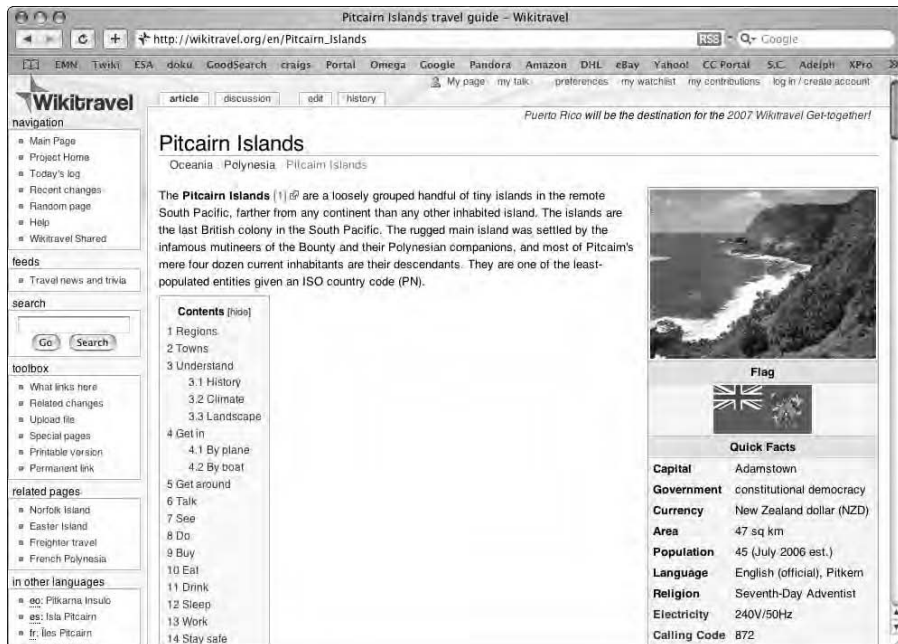 Pitcairn Islands travel guide – Wikitravel
http://wikitravel.org/en/Pitcairn_Islands
RSS
Google
EMN Twiki ESA doku GoodSearch craigs Portal Omega Google Pandora Amazon DHL eBay Yahoo! CC Portal S.C. Adelph XPro
My page my talk preferences my watchlist my contributions log in / create account
Wikitravel
article discussion edit history
Puerto Rico will be the destination for the 2007 Wikitravel Get-together!
navigation
Main Page
Project Home
Today's log
Recent changes
Random page
Help
Wikitravel Shared
feeds
Travel news and trivia
search
Go Search
toolbox
What links here
Related changes
Upload file
Special pages
Printable version
Permanent link
related pages
Norfolk Island
Easter Island
Freighter travel
French Polynesia
in other languages
eo: Pitkarna Insulo
es: Isla Pitcairn
fr: Îles Pitcairn
Pitcairn Islands
Oceania Polynesia Pitcairn Islands
The Pitcairn Islands [1] are a loosely grouped handful of tiny islands in the remote
South Pacific, farther from any continent than any other inhabited island. The islands are
the last British colony in the South Pacific. The rugged main island was settled by the
infamous mutineers of the Bounty and their Polynesian companions, and most of Pitcairn's
mere four dozen current inhabitants are their descendants. They are one of the least-
populated entities given an ISO country code (PN).
Contents [hide]
1 Regions
2 Towns
3 Understand
3.1 History
3.2 Climate
3.3 Landscape
4 Get in
4.1 By plane
4.2 By boat
5 Get around
6 Talk
7 See
8 Do
9 Buy
10 Eat
11 Drink
12 Sleep
13 Work
14 Stay safe
Flag
Quick Facts
Capital Adamstown
Government constitutional democracy
Currency New Zealand dollar (NZD)
Area 47 sq km
Population 45 (July 2006 est.)
Language English (official), Pitkern
Religion Seventh-Day Adventist
Electricity 240V/50Hz
Calling Code 872